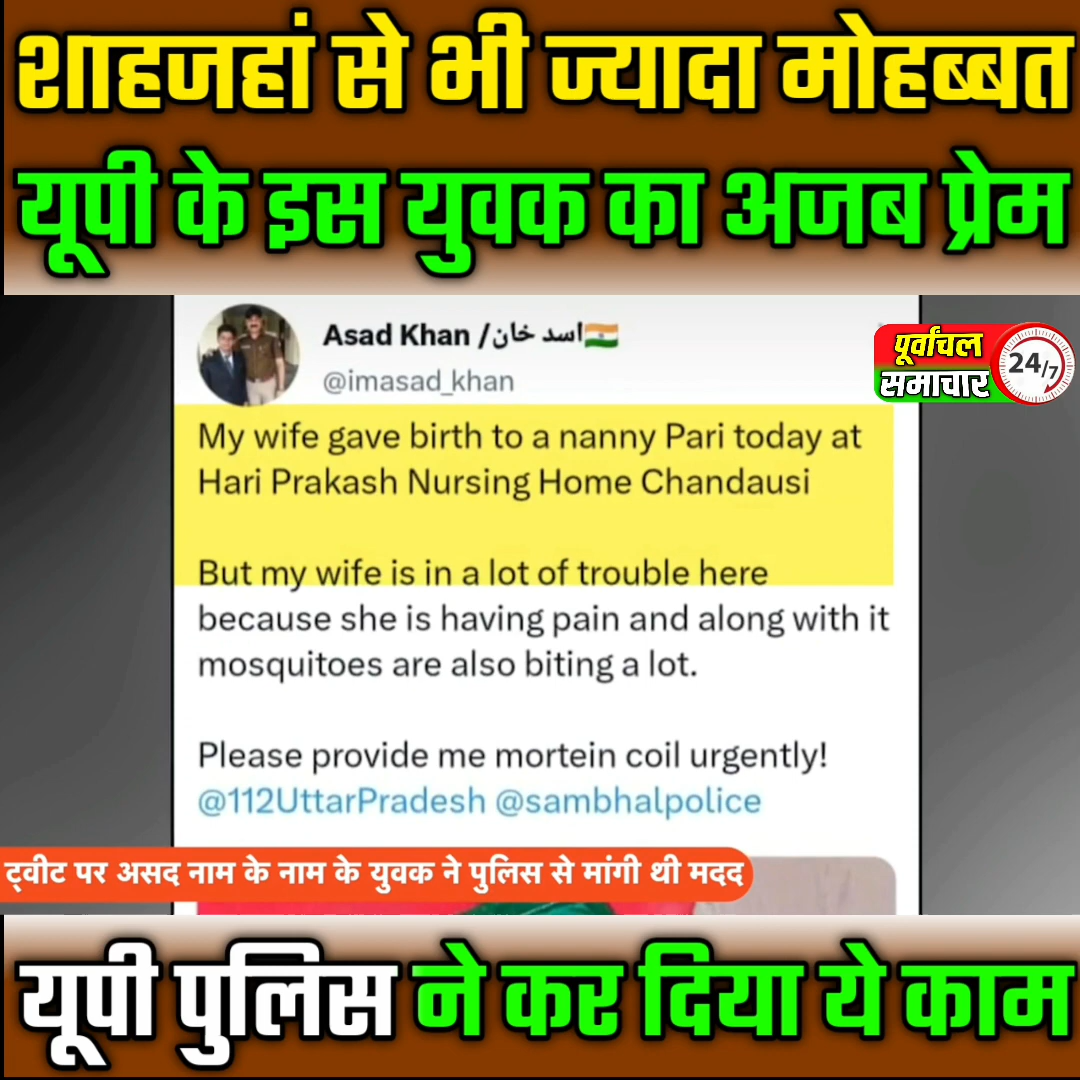 शाहजहां से भी ज्यादा मोहब्बत
यूपी के इस युवक का अजब प्रेम
Asad Khan / اسد خان🇮🇳
@imasad_khan
पूर्वांचल
समाचार
24/7
My wife gave birth to a nanny Pari today at
Hari Prakash Nursing Home Chandausi
But my wife is in a lot of trouble here
because she is having pain and along with it
mosquitoes are also biting a lot.
Please provide me mortein coil urgently!
@112UttarPradesh @sambhalpolice
ट्वीट पर असद नाम के नाम के युवक ने पुलिस से मांगी थी मदद
यूपी पुलिस ने कर दिया ये काम